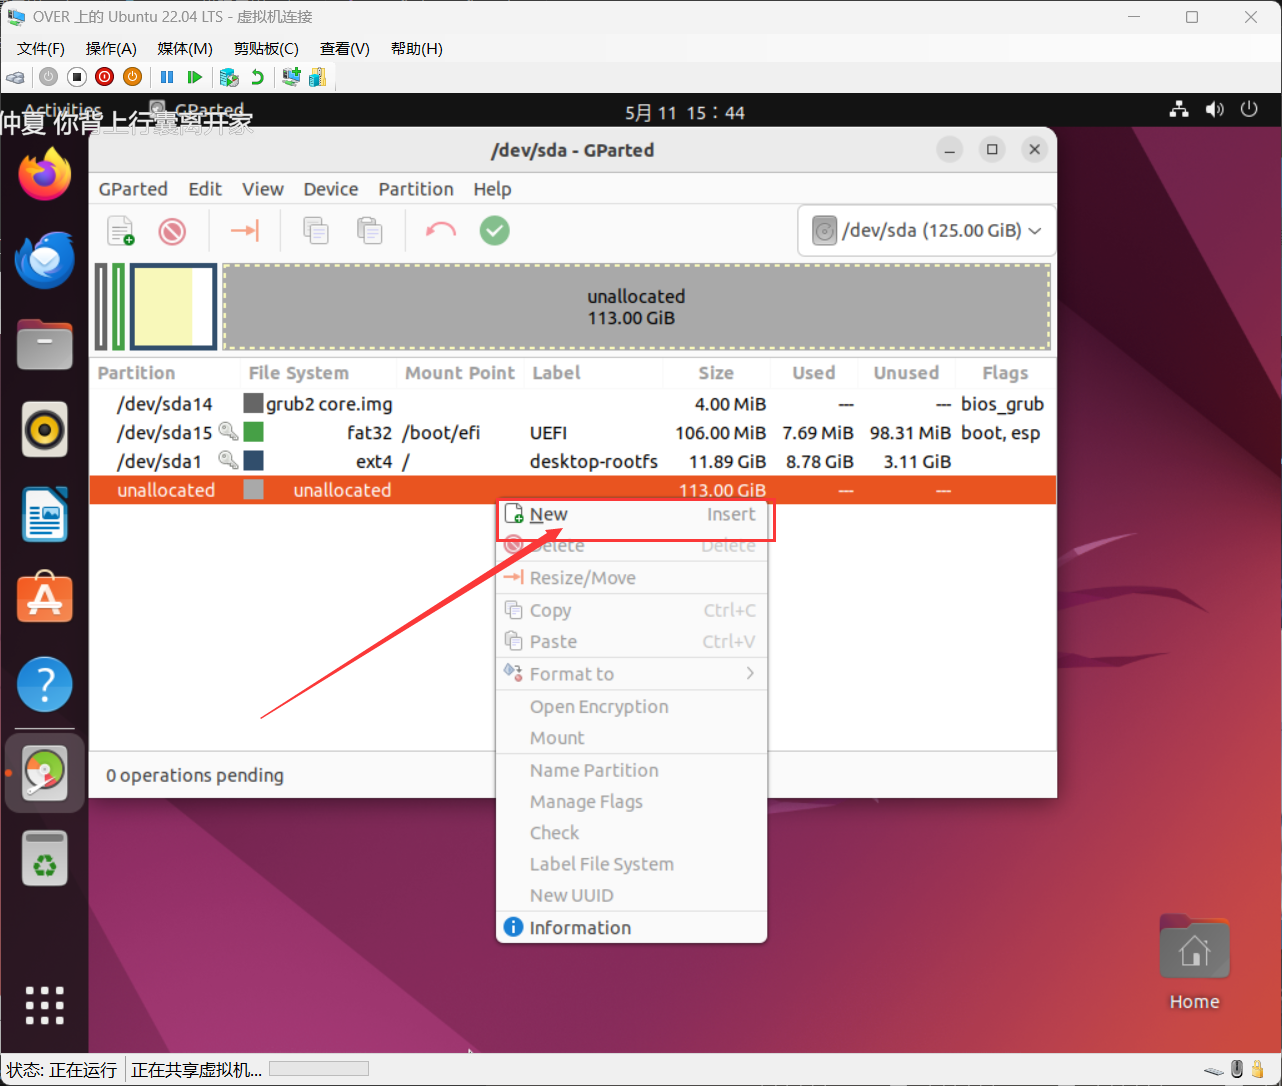 OVER 上的 Ubuntu 22.04 LTS - 虚拟机连接
文件(F) 操作(A) 媒体(M) 剪贴板(C) 查看(V) 帮助(H)
Activities GParted 5月 11 15：44
仲夏 你背上行囊离开家
/dev/sda - GParted
GParted Edit View Device Partition Help
/dev/sda (125.00 GiB)
unallocated
113.00 GiB
Partition File System Mount Point Label Size Used Unused Flags
/dev/sda14 grub2 core.img 4.00 MiB --- --- bios_grub
/dev/sda15 fat32 /boot/efi UEFI 106.00 MiB 7.69 MiB 98.31 MiB boot, esp
/dev/sda1 ext4 / desktop-rootfs 11.89 GiB 8.78 GiB 3.11 GiB
unallocated unallocated 113.00 GiB --- ---
New Insert
Delete Delete
Resize/Move
Copy Ctrl+C
Paste Ctrl+V
Format to
Open Encryption
Mount
Name Partition
Manage Flags
Check
Label File System
New UUID
Information
0 operations pending
Home
状态: 正在运行 正在共享虚拟机...